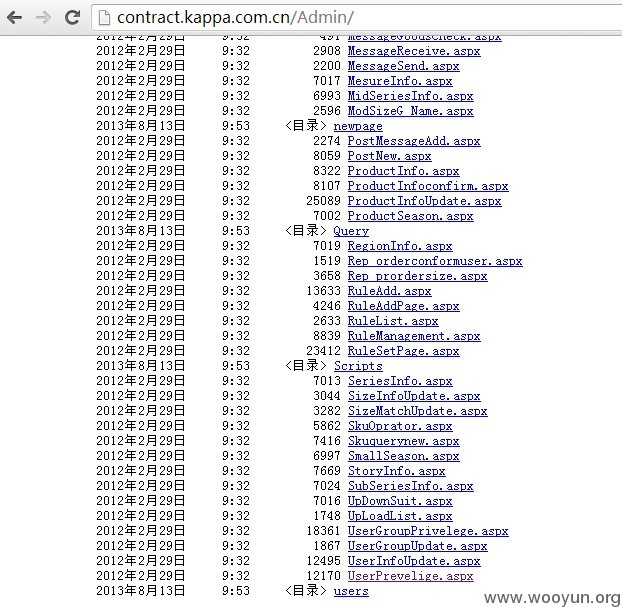 contract.kappa.com.cn/Admin/
2012年2月29日 9:32 491 MessageGoodsCheck.aspx
2012年2月29日 9:32 2908 MessageReceive.aspx
2012年2月29日 9:32 2200 MessageSend.aspx
2012年2月29日 9:32 7017 MesureInfo.aspx
2012年2月29日 9:32 6993 MidSeriesInfo.aspx
2012年2月29日 9:32 2596 ModSizeG_Name.aspx
2013年8月13日 9:53 <目录> newpage
2012年2月29日 9:32 2274 PostMessageAdd.aspx
2012年2月29日 9:32 8059 PostNew.aspx
2012年2月29日 9:32 8322 ProductInfo.aspx
2012年2月29日 9:32 8107 ProductInfoconfirm.aspx
2012年2月29日 9:32 25089 ProductInfoUpdate.aspx
2012年2月29日 9:32 7002 ProductSeason.aspx
2013年8月13日 9:53 <目录> Query
2012年2月29日 9:32 7019 RegionInfo.aspx
2012年2月29日 9:32 1519 Rep_orderconformuser.aspx
2012年2月29日 9:32 3658 Rep_prordersize.aspx
2012年2月29日 9:32 13633 RuleAdd.aspx
2012年2月29日 9:32 4246 RuleAddPage.aspx
2012年2月29日 9:32 2633 RuleList.aspx
2012年2月29日 9:32 8839 RuleManagement.aspx
2012年2月29日 9:32 23412 RuleSetPage.aspx
2013年8月13日 9:53 <目录> Scripts
2012年2月29日 9:32 7013 SeriesInfo.aspx
2012年2月29日 9:32 3044 SizeInfoUpdate.aspx
2012年2月29日 9:32 3282 SizeMatchUpdate.aspx
2012年2月29日 9:32 5862 SkuOprator.aspx
2012年2月29日 9:32 7416 Skuquerynew.aspx
2012年2月29日 9:32 6997 SmallSeason.aspx
2012年2月29日 9:32 7669 StoryInfo.aspx
2012年2月29日 9:32 7024 SubSeriesInfo.aspx
2012年2月29日 9:32 7016 UpDownSuit.aspx
2012年2月29日 9:32 1748 UpLoadList.aspx
2012年2月29日 9:32 18361 UserGroupPrivelege.aspx
2012年2月29日 9:32 1867 UserGroupUpdate.aspx
2012年2月29日 9:32 12495 UserInfoUpdate.aspx
2012年2月29日 9:32 12170 UserPrevelige.aspx
2013年8月13日 9:53 <目录> users
www.wooyun.org